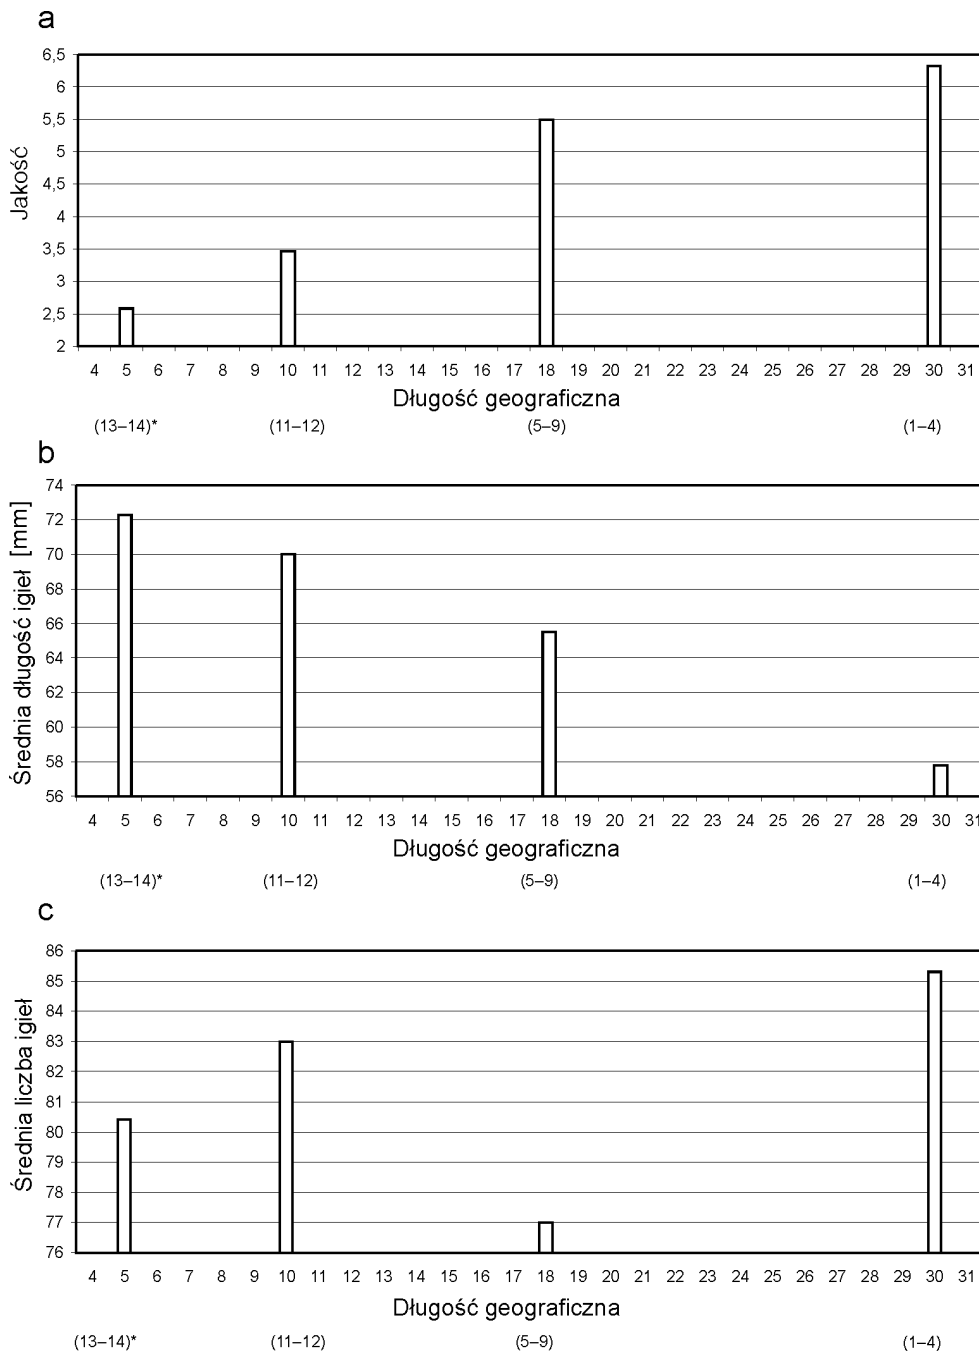 a
6,5
6
5,5
5
4,5
4
3,5
3
2,5
2
Jakość
4 5 6 7 8 9 10 11 12 13 14 15 16 17 18 19 20 21 22 23 24 25 26 27 28 29 30 31
Długość geograficzna
(13–14)* (11–12) (5–9) (1–4)
b
74
72
70
68
66
64
62
60
58
56
Średnia długość igieł [mm]
4 5 6 7 8 9 10 11 12 13 14 15 16 17 18 19 20 21 22 23 24 25 26 27 28 29 30 31
Długość geograficzna
(13–14)* (11–12) (5–9) (1–4)
c
86
85
84
83
82
81
80
79
78
77
76
Średnia liczba igieł
4 5 6 7 8 9 10 11 12 13 14 15 16 17 18 19 20 21 22 23 24 25 26 27 28 29 30 31
Długość geograficzna
(13–14)* (11–12) (5–9) (1–4)